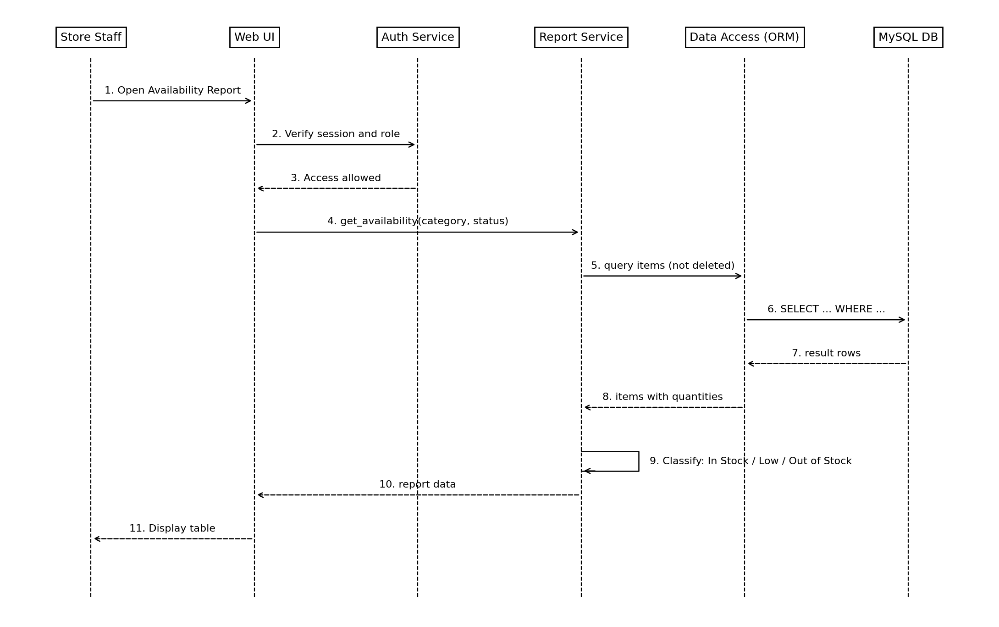 Store Staff
Web UI
Auth Service
Report Service
Data Access (ORM)
MySQL DB
1. Open Availability Report
2. Verify session and role
3. Access allowed
4. get_availability(category, status)
5. query items (not deleted)
6. SELECT ... WHERE ...
7. result rows
8. items with quantities
9. Classify: In Stock / Low / Out of Stock
10. report data
11. Display table